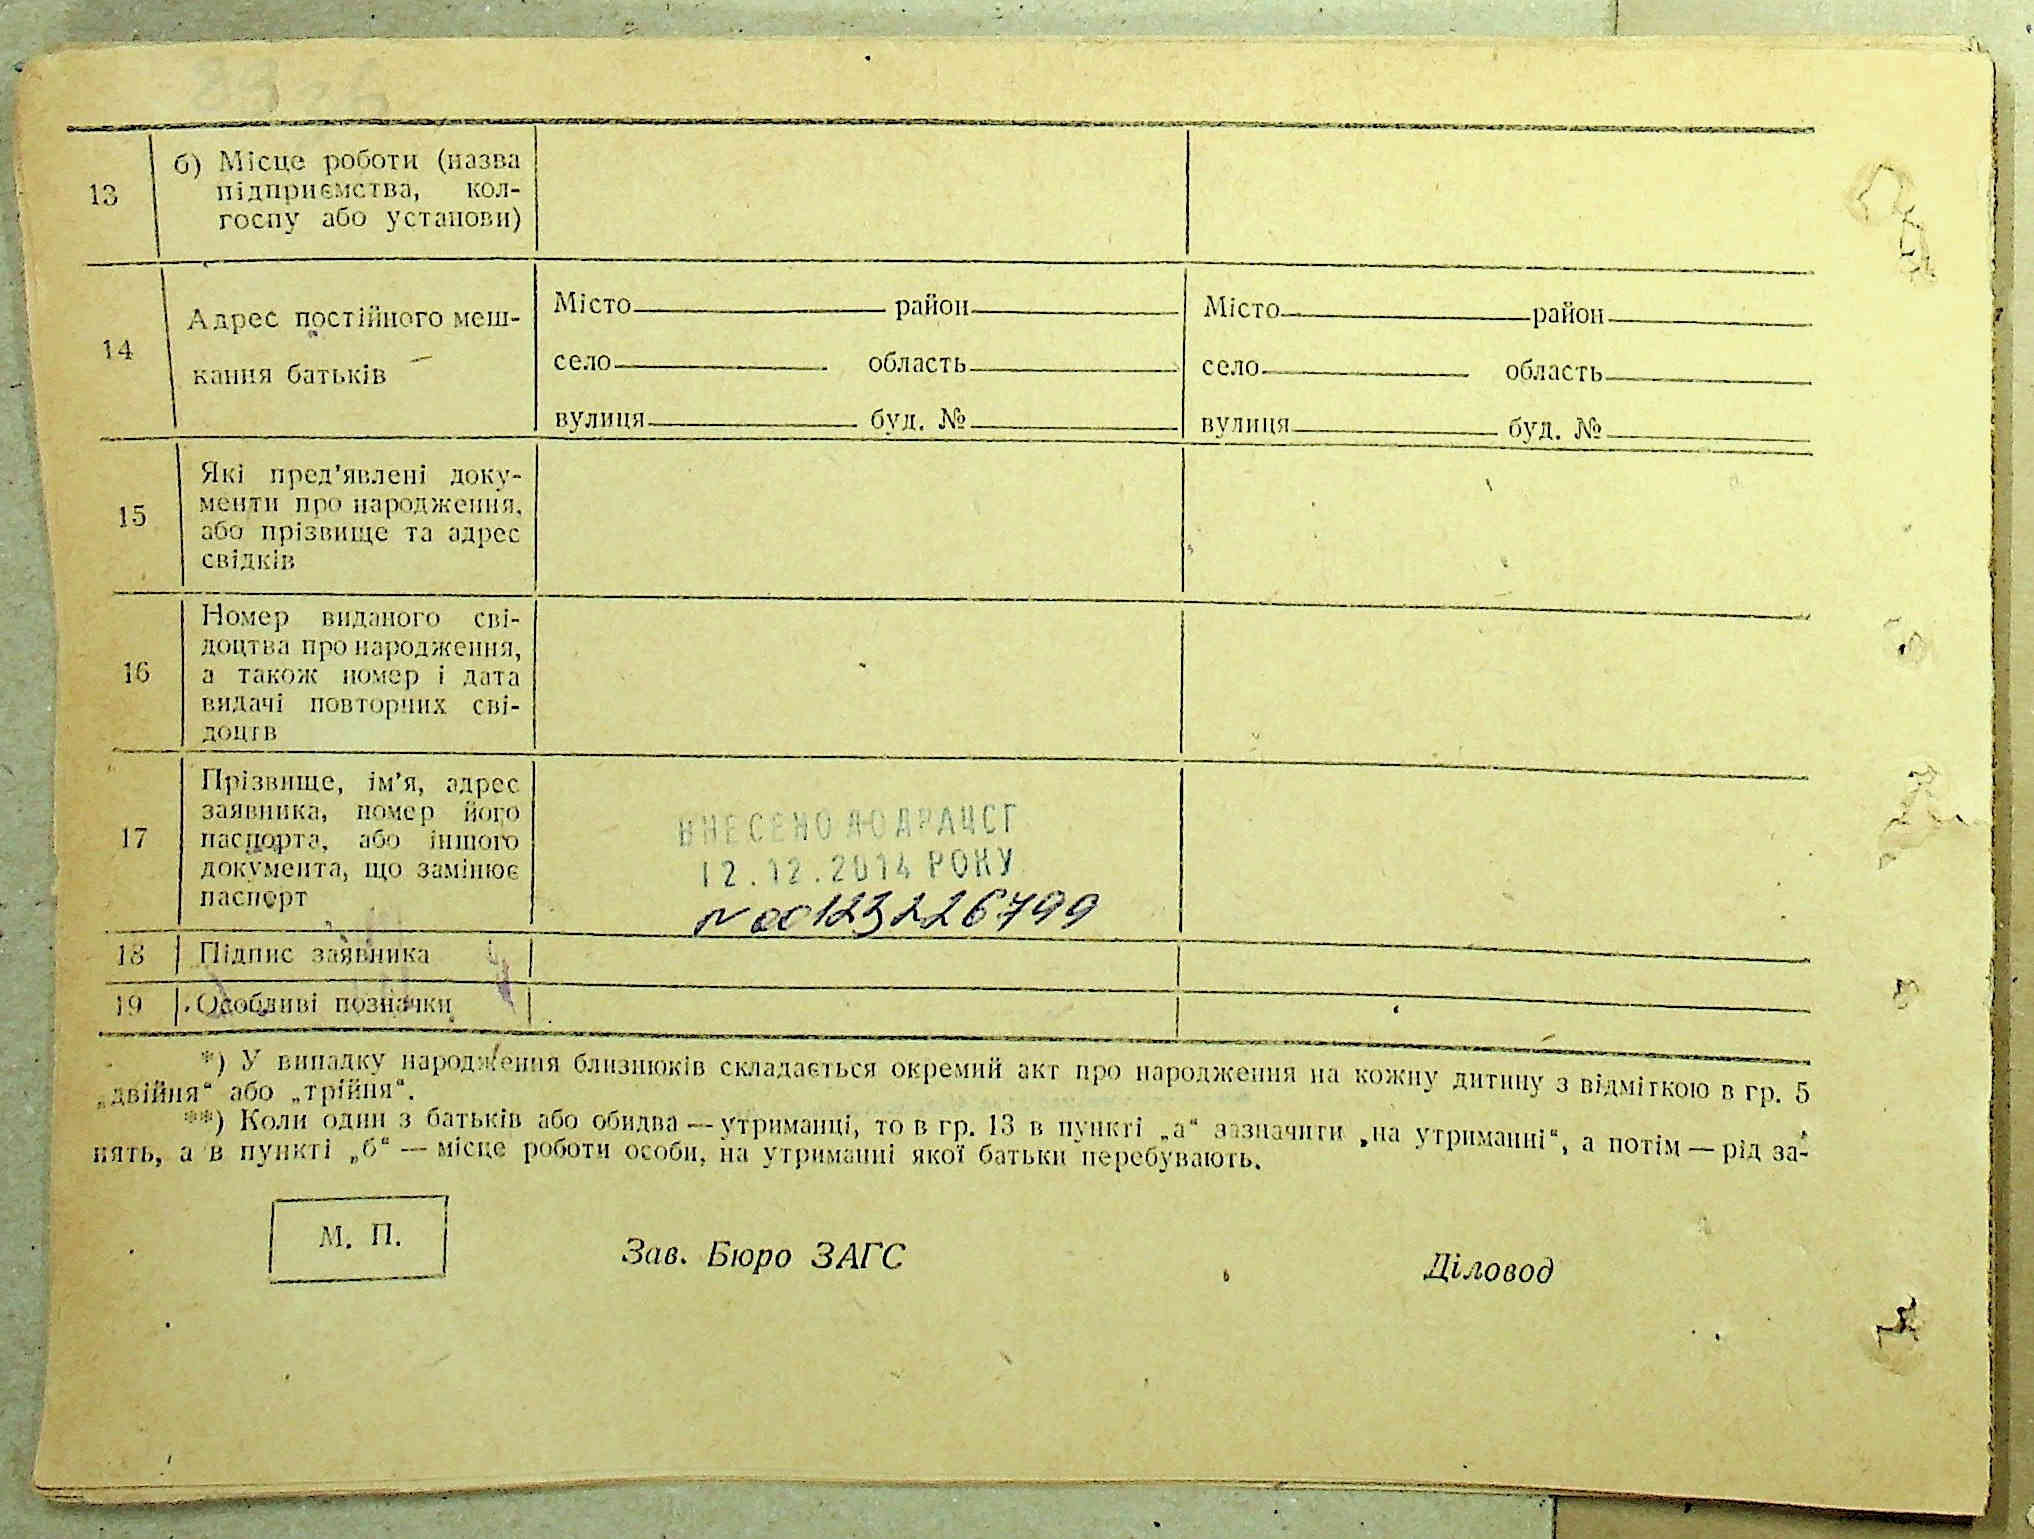 13
б) Місце роботи (назва
підприємства, кол-
госпу або установи)
14
Адрес постійного меш-
кання батьків
Місто район
село область
вулиця буд. №
Місто район
село область
вулиця буд. №
15
Які пред'явлені доку-
менти про народження,
або прізвище та адрес
свідків
16
Номер виданого сві-
доцтва про народження,
а також номер і дата
видачі повторних сві-
доцтв
17
Прізвище, ім'я, адрес
заявника, номер його
паспорта, або іншого
документа, що замінює
паспорт
ВНЕСЕНО ДО ДРАЦСГ
12.12.2014 РОКУ
№ 00123226799
18 Підпис заявника
19 Особливі позначки
*) У випадку народження близнюків складається окремий акт про народження на кожну дитину з відміткою в гр. 5
„двійня“ або „трійня“.
**) Коли один з батьків або обидва — утриманці, то в гр. 13 в пункті „а“ зазначити „на утриманні“, а потім — рід за-
нять, а в пункті „б“ — місце роботи особи, на утриманні якої батьки перебувають.
М. П.
Зав. Бюро ЗАГС
Діловод